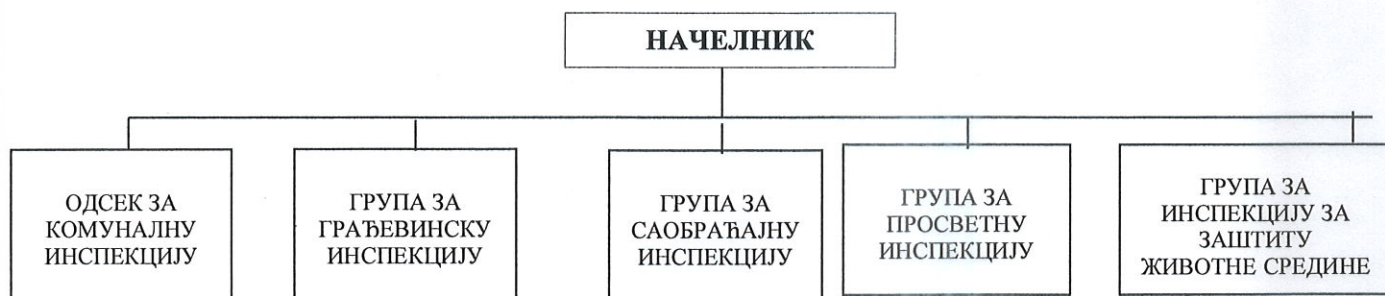 НАЧЕЛНИК
ОДСЕК ЗА
КОМУНАЛНУ
ИНСПЕКЦИЈУ
ГРУПА ЗА
ГРАЂЕВИНСКУ
ИНСПЕКЦИЈУ
ГРУПА ЗА
САОБРАЋАЈНУ
ИНСПЕКЦИЈУ
ГРУПА ЗА
ПРОСВЕТНУ
ИНСПЕКЦИЈУ
ГРУПА ЗА
ИНСПЕКЦИЈУ ЗА
ЗАШТИТУ
ЖИВОТНЕ СРЕДИНЕ